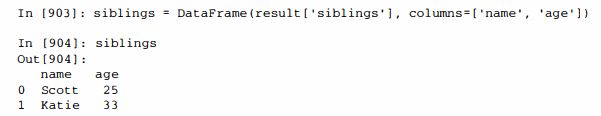 In [903]: siblings = DataFrame(result['siblings'], columns=['name', 'age'])
In [904]: siblings
Out[904]:
name age
0 Scott 25
1 Katie 33